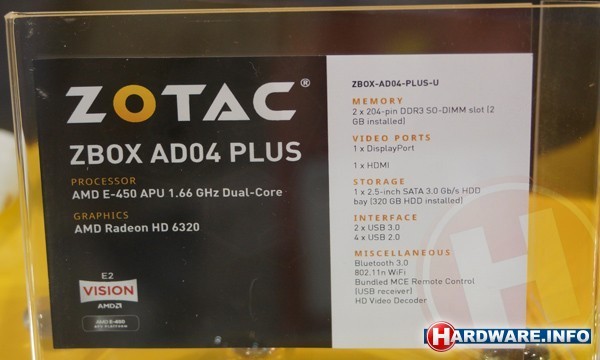 ZOTAC®
ZBOX AD04 PLUS
PROCESSOR
AMD E-450 APU 1.66 GHz Dual-Core
GRAPHICS
AMD Radeon HD 6320
E2
VISION
AMD
AMD E-450
APU PLATFORM
ZBOX-AD04-PLUS-U
MEMORY
2 x 204-pin DDR3 SO-DIMM slot (2
GB installed)
VIDEO PORTS
1 x DisplayPort
1 x HDMI
STORAGE
1 x 2.5-inch SATA 3.0 Gb/s HDD
bay (320 GB HDD installed)
INTERFACE
2 x USB 3.0
4 x USB 2.0
MISCELLANEOUS
Bluetooth 3.0
802.11n WiFi
Bundled MCE Remote Control
(USB receiver)
HD Video Decoder
H
HARDWARE.INFO